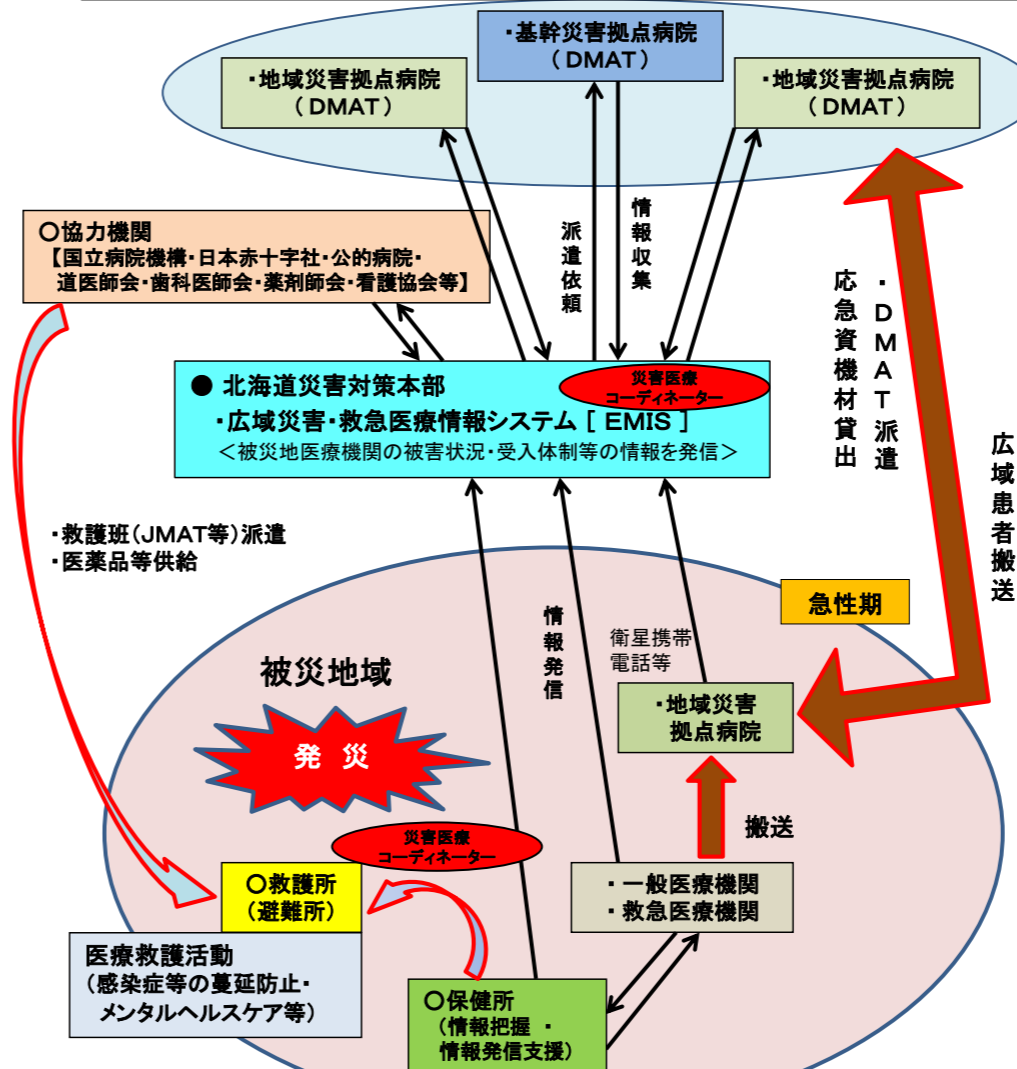 ・基幹災害拠点病院
(DMAT)
・地域災害拠点病院
(DMAT)
・地域災害拠点病院
(DMAT)
〇協力機関
【国立病院機構・日本赤十字社・公的病院・
道医師会・歯科医師会・薬剤師会・看護協会等】
派遣依頼
情報収集
・DMAT派遣
応急資機材貸出
広域患者搬送
● 北海道災害対策本部
災害医療
コーディネーター
・広域災害・救急医療情報システム [ EMIS ]
<被災地医療機関の被害状況・受入体制等の情報を発信>
・救護班(JMAT等)派遣
・医薬品等供給
急性期
情報発信
衛星携帯
電話等
被災地域
・地域災害
拠点病院
発 災
搬送
災害医療
コーディネーター
〇救護所
(避難所)
・一般医療機関
・救急医療機関
医療救護活動
(感染症等の蔓延防止・
メンタルヘルスケア等)
〇保健所
(情報把握 ・
情報発信支援)